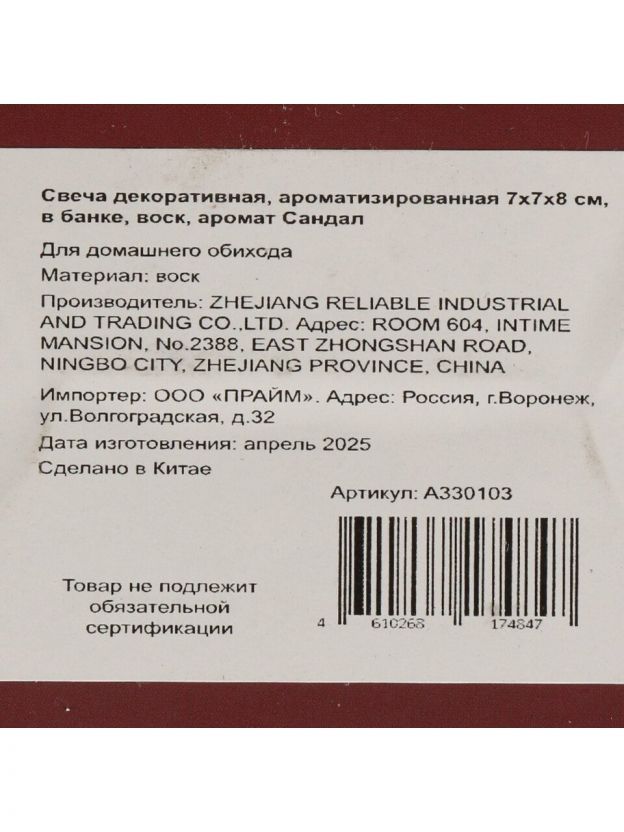 Свеча декоративная, ароматизированная 7х7х8 см,
в банке, воск, аромат Сандал
Для домашнего обихода
Материал: воск
Производитель: ZHEJIANG RELIABLE INDUSTRIAL
AND TRADING CO.,LTD. Адрес: ROOM 604, INTIME
MANSION, No.2388, EAST ZHONGSHAN ROAD,
NINGBO CITY, ZHEJIANG PROVINCE, CHINA
Импортер: ООО «ПРАЙМ». Адрес: Россия, г.Воронеж,
ул.Волгоградская, д.32
Дата изготовления: апрель 2025
Сделано в Китае
Артикул: A330103
Товар не подлежит
обязательной
сертификации
4 610268 174847